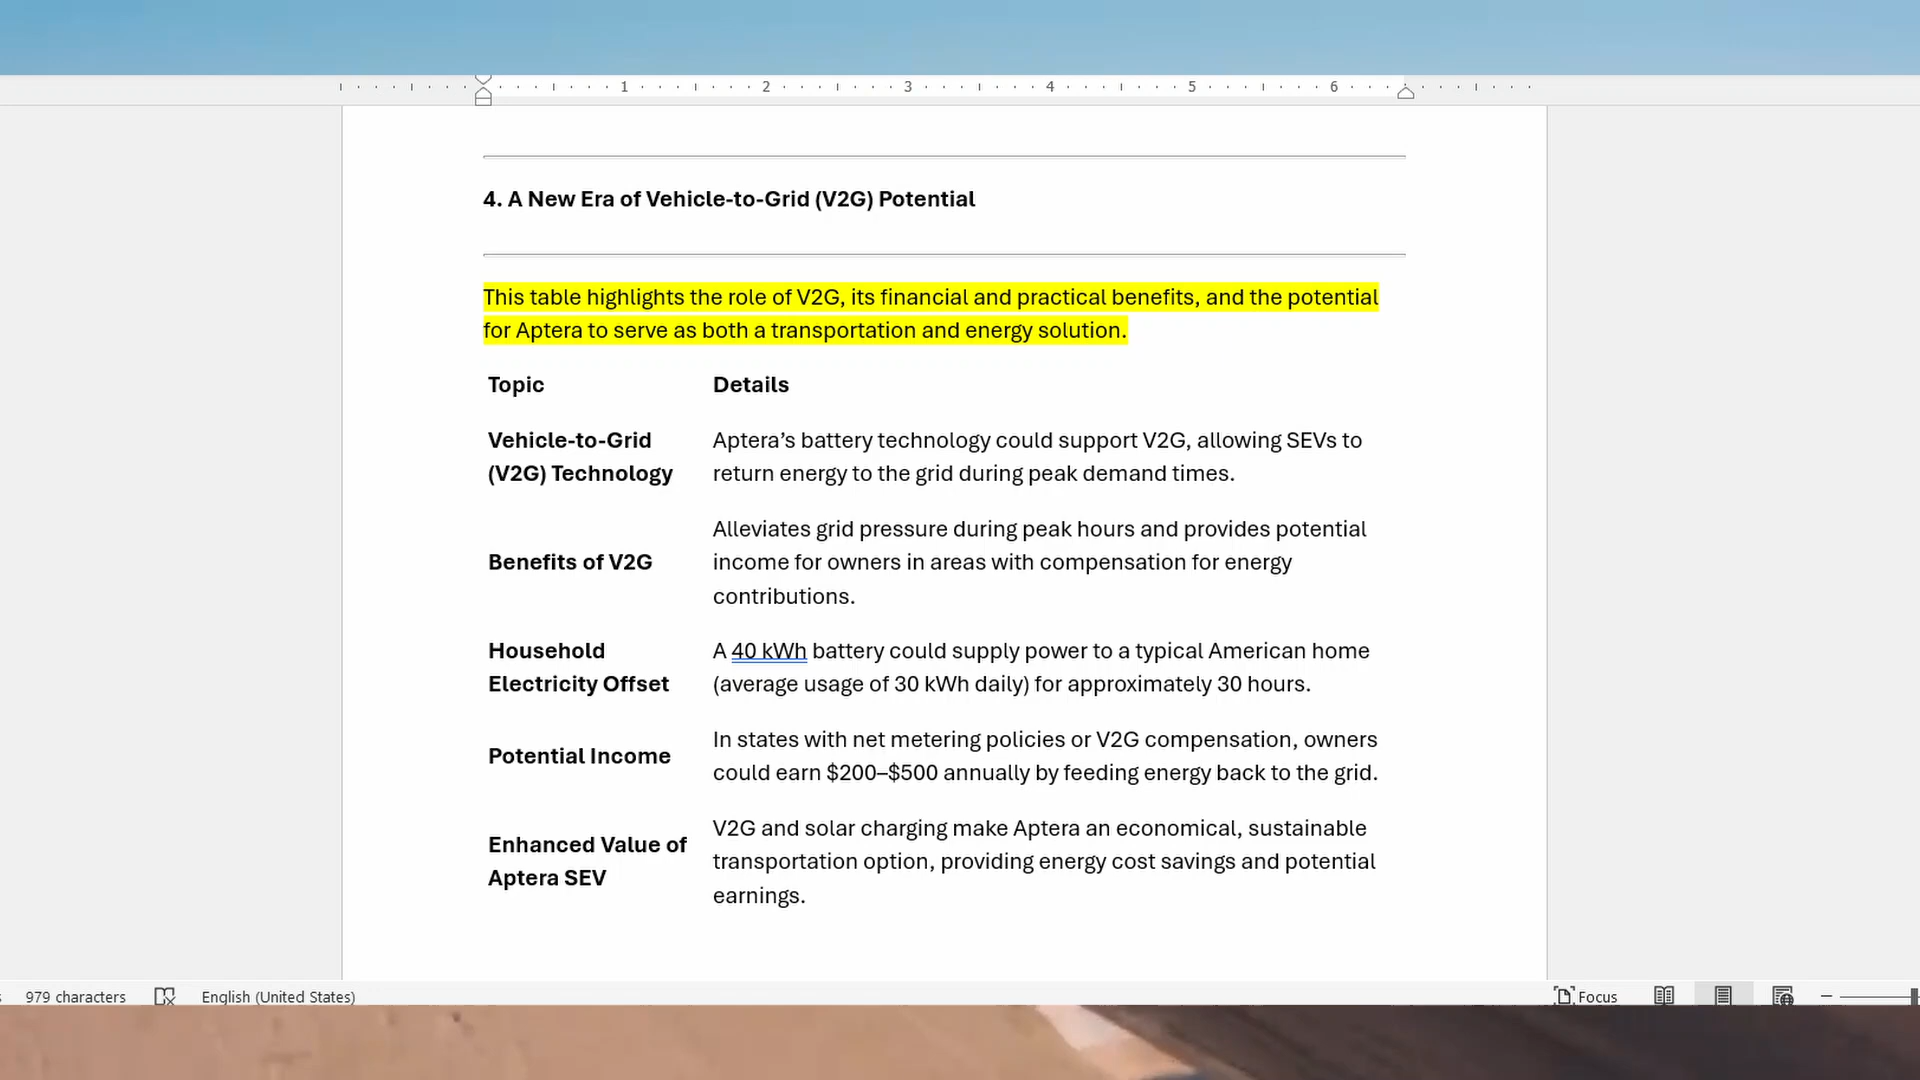 1 2 3 4 5 6
4. A New Era of Vehicle-to-Grid (V2G) Potential
This table highlights the role of V2G, its financial and practical benefits, and the potential
for Aptera to serve as both a transportation and energy solution.
Topic Details
Vehicle-to-Grid
(V2G) Technology
Aptera’s battery technology could support V2G, allowing SEVs to
return energy to the grid during peak demand times.
Benefits of V2G
Alleviates grid pressure during peak hours and provides potential
income for owners in areas with compensation for energy
contributions.
Household
Electricity Offset
A 40 kWh battery could supply power to a typical American home
(average usage of 30 kWh daily) for approximately 30 hours.
Potential Income
In states with net metering policies or V2G compensation, owners
could earn $200–$500 annually by feeding energy back to the grid.
Enhanced Value of
Aptera SEV
V2G and solar charging make Aptera an economical, sustainable
transportation option, providing energy cost savings and potential
earnings.
979 characters English (United States) Focus